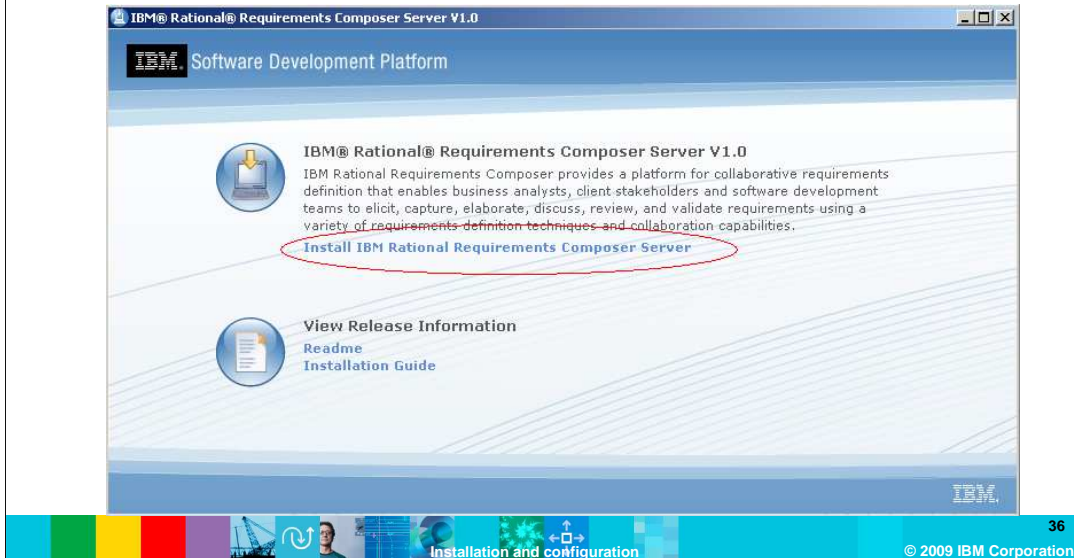 IBM® Rational® Requirements Composer Server V1.0
IBM. Software Development Platform
IBM® Rational® Requirements Composer Server V1.0
IBM Rational Requirements Composer provides a platform for collaborative requirements
definition that enables business analysts, client stakeholders and software development
teams to elicit, capture, elaborate, discuss, review, and validate requirements using a
variety of requirements definition techniques and collaboration capabilities.
Install IBM Rational Requirements Composer Server
View Release Information
Readme
Installation Guide
IBM.
36
Installation and configuration
© 2009 IBM Corporation